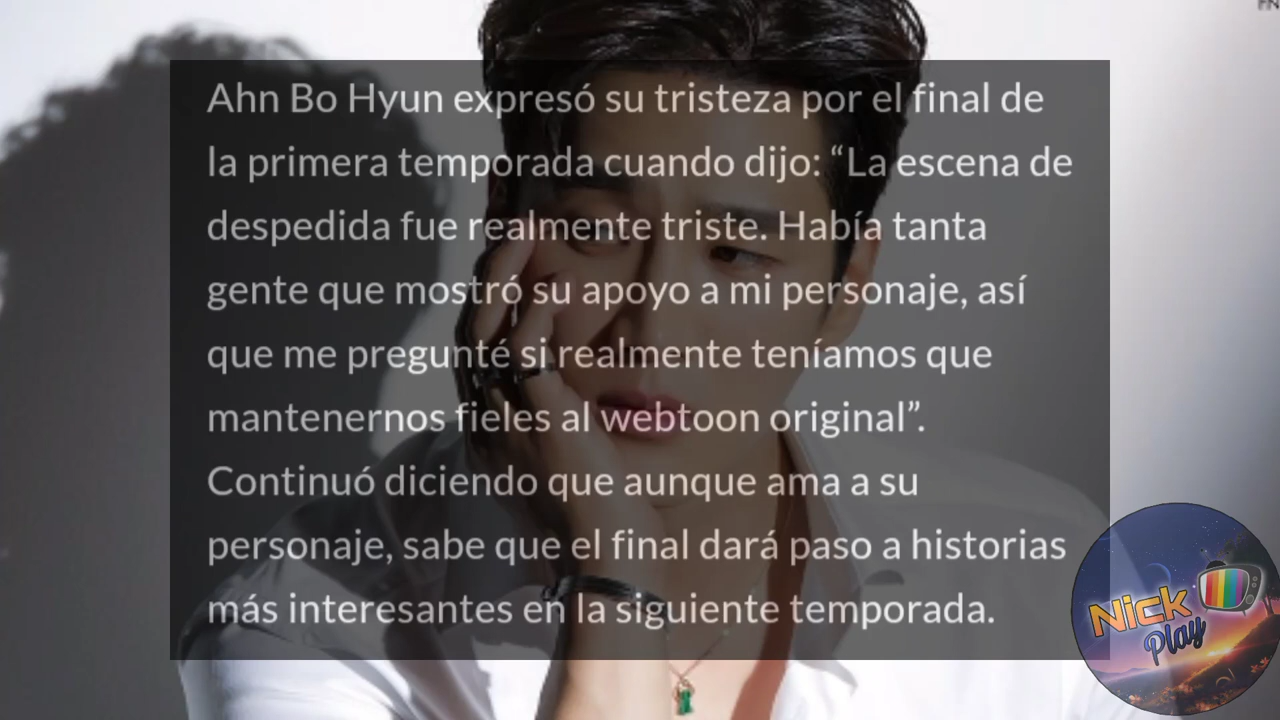 FN
Ahn Bo Hyun expresó su tristeza por el final de
la primera temporada cuando dijo: “La escena de
despedida fue realmente triste. Había tanta
gente que mostró su apoyo a mi personaje, así
que me pregunté si realmente teníamos que
mantenernos fieles al webtoon original”.
Continuó diciendo que aunque ama a su
personaje, sabe que el final dará paso a historias
más interesantes en la siguiente temporada.
Nick
Play